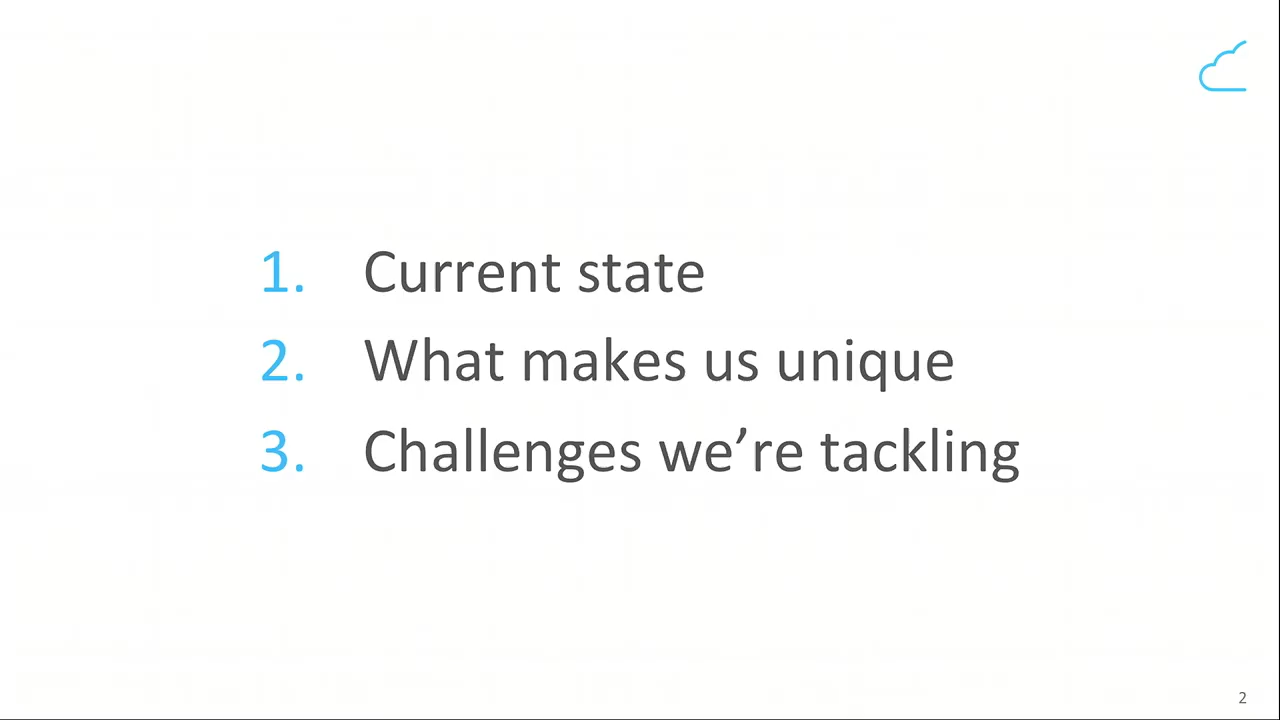 1. Current state
2. What makes us unique
3. Challenges we’re tackling
2